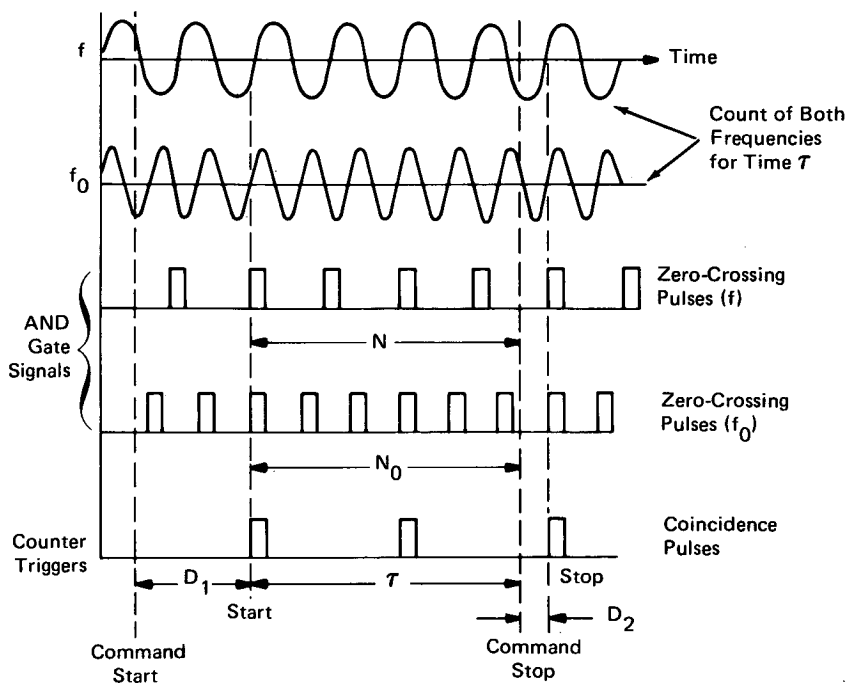 f
Time
Count of Both
Frequencies
for Time τ
f₀
Zero-Crossing
Pulses (f)
AND
Gate
Signals
N
Zero-Crossing
Pulses (f₀)
N₀
Coincidence
Pulses
Counter
Triggers
D₁
τ
Stop
Start
D₂
Command
Start
Command
Stop